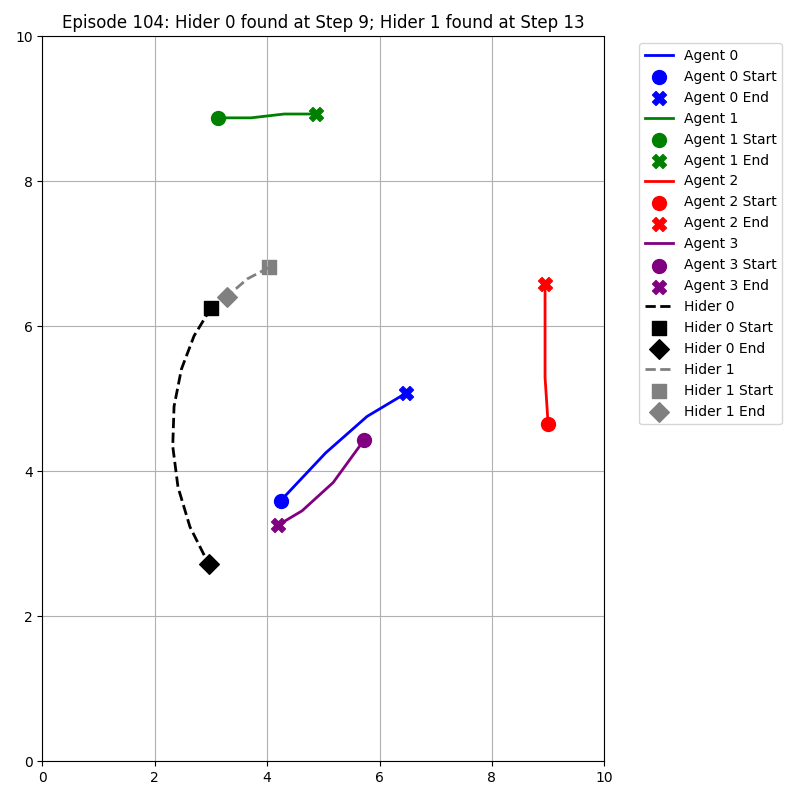 Episode 104: Hider 0 found at Step 9; Hider 1 found at Step 13
10
8
6
4
2
0
0 2 4 6 8 10
Agent 0
Agent 0 Start
Agent 0 End
Agent 1
Agent 1 Start
Agent 1 End
Agent 2
Agent 2 Start
Agent 2 End
Agent 3
Agent 3 Start
Agent 3 End
Hider 0
Hider 0 Start
Hider 0 End
Hider 1
Hider 1 Start
Hider 1 End